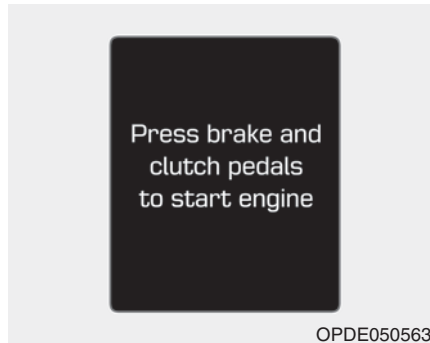 Press brake and
clutch pedals
to start engine
OPDE050563